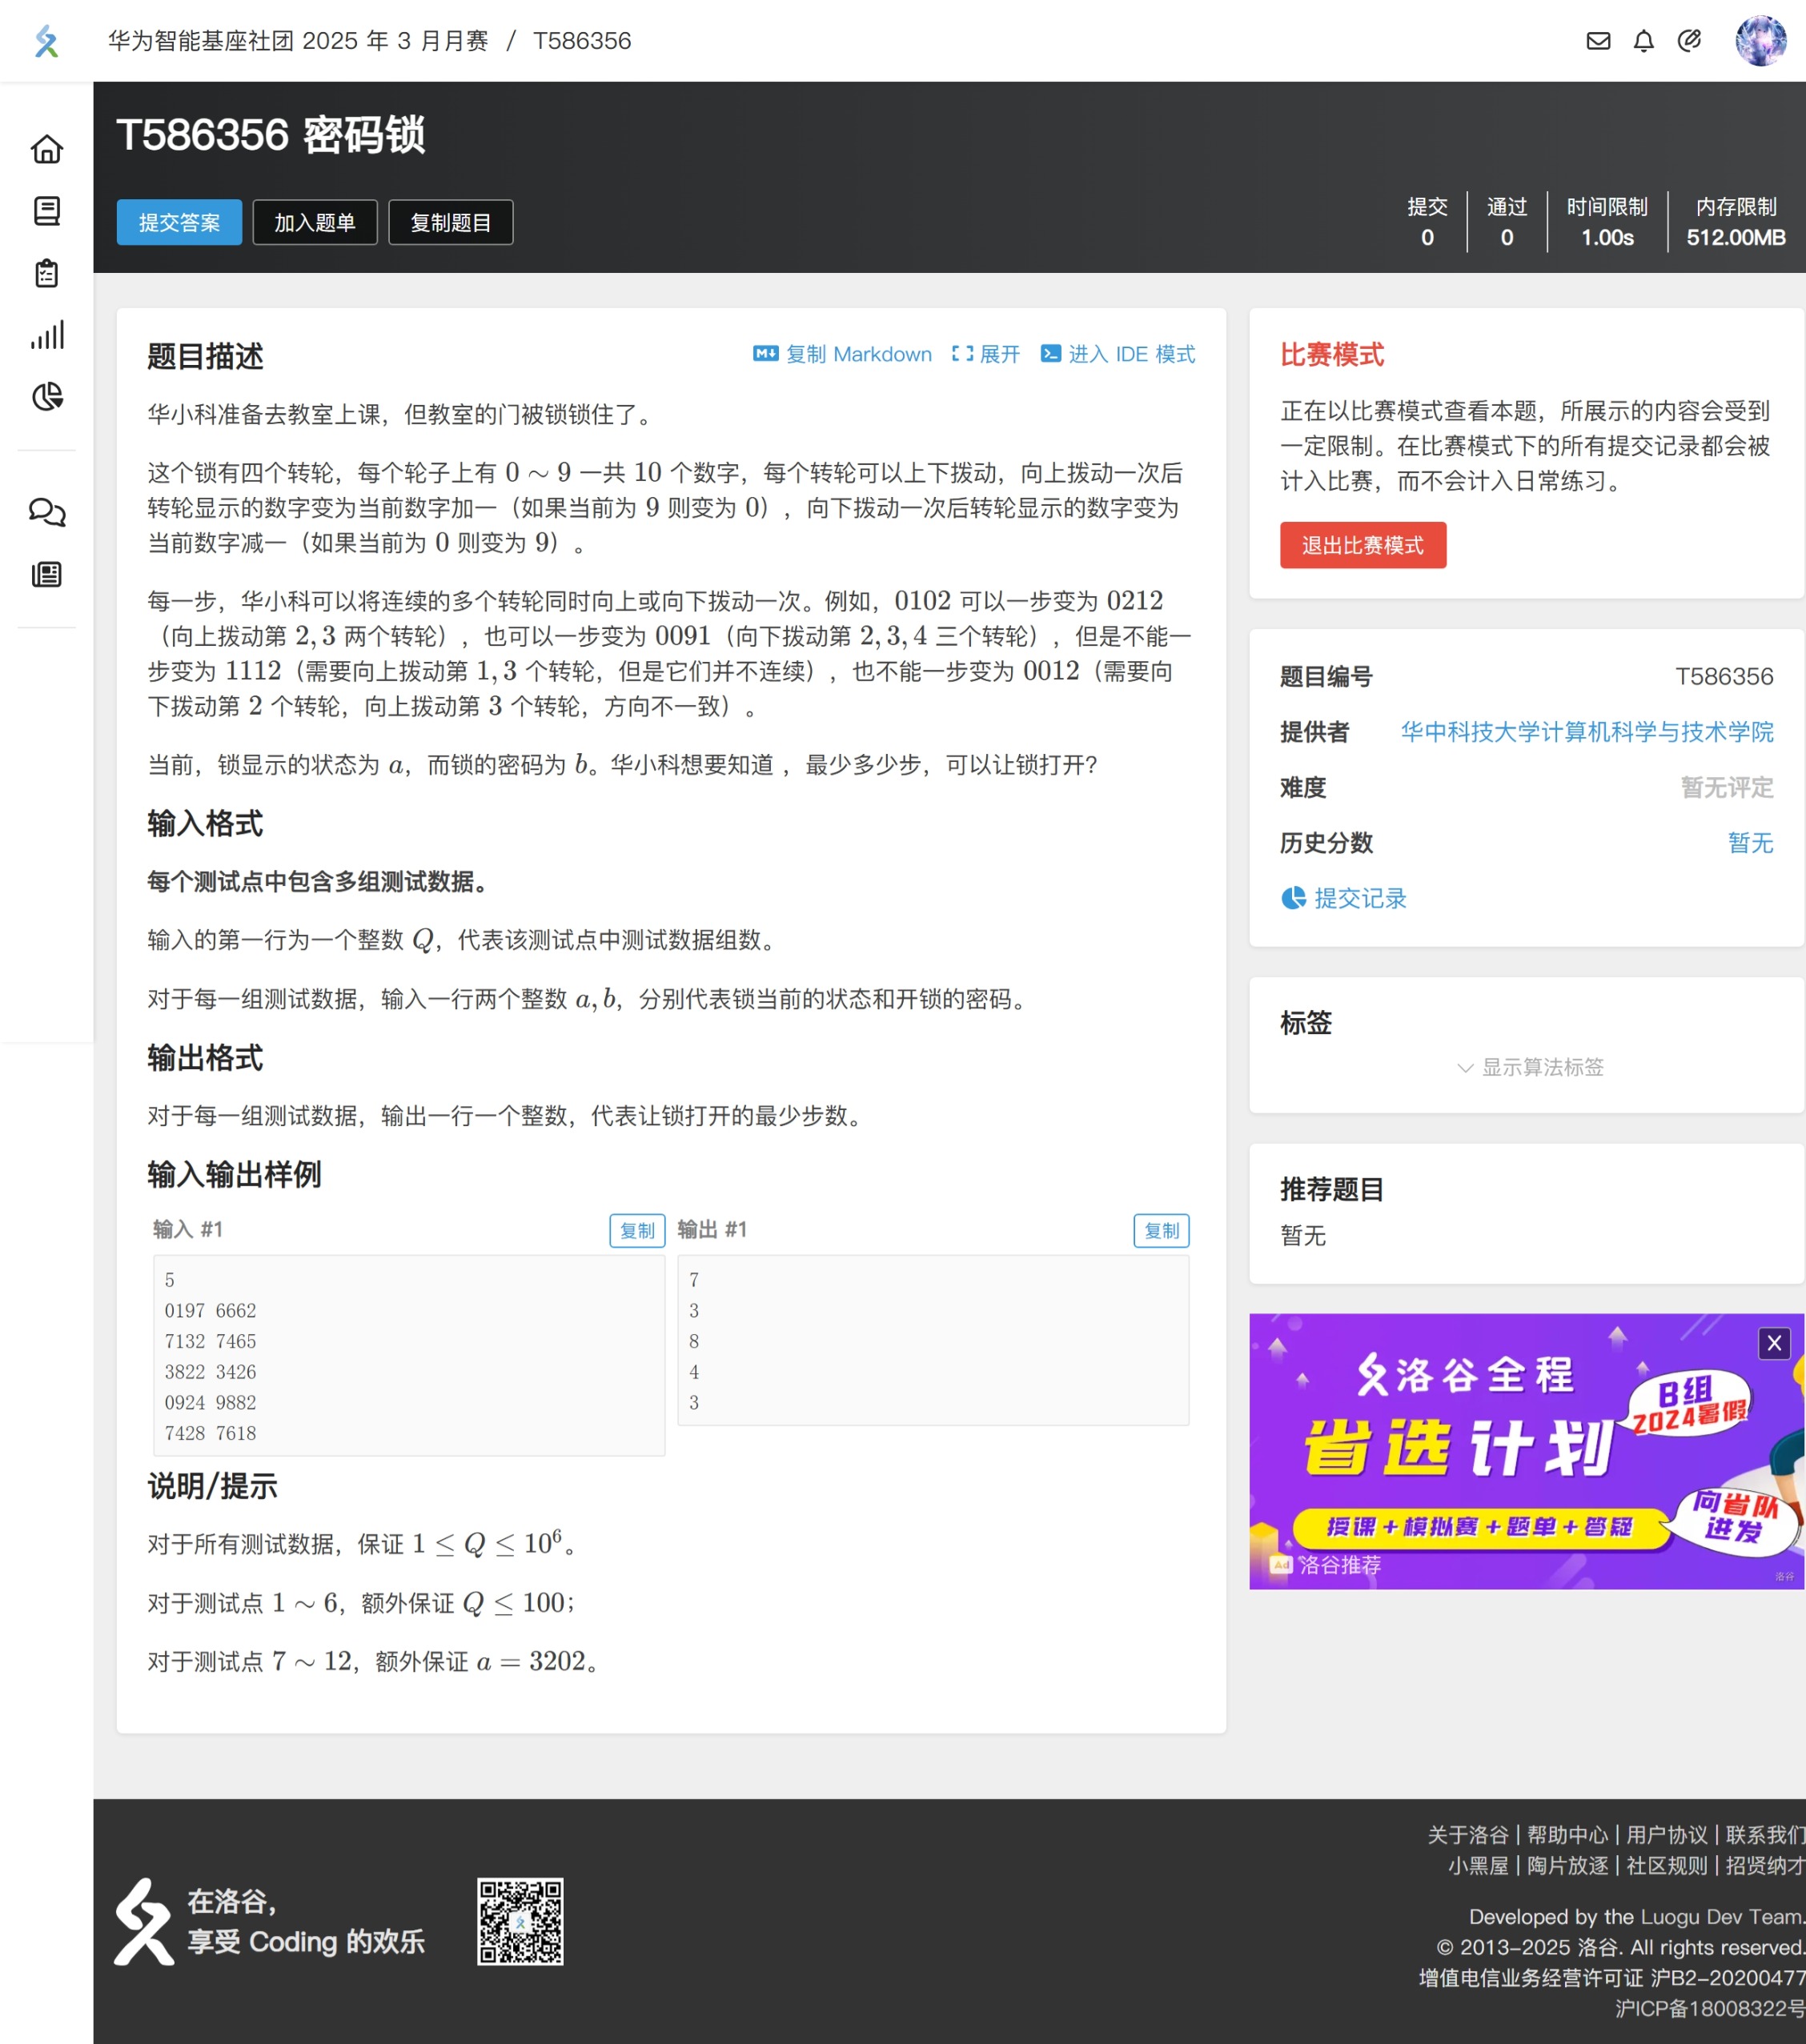 华为智能基座社团 2025 年 3 月月赛 / T586356
T586356 密码锁
提交答案 加入题单 复制题目
提交 0
通过 0
时间限制 1.00s
内存限制 512.00MB
题目描述
复制 Markdown 展开 进入 IDE 模式
华小科准备去教室上课，但教室的门被锁锁住了。
这个锁有四个转轮，每个轮子上有 0 ∼ 9 一共 10 个数字，每个转轮可以上下拨动，向上拨动一次后
转轮显示的数字变为当前数字加一（如果当前为 9 则变为 0），向下拨动一次后转轮显示的数字变为
当前数字减一（如果当前为 0 则变为 9）。
每一步，华小科可以将连续的多个转轮同时向上或向下拨动一次。例如，0102 可以一步变为 0212
（向上拨动第 2, 3 两个转轮），也可以一步变为 0091（向下拨动第 2, 3, 4 三个转轮），但是不能一
步变为 1112（需要向上拨动第 1, 3 个转轮，但是它们并不连续），也不能一步变为 0012（需要向
下拨动第 2 个转轮，向上拨动第 3 个转轮，方向不一致）。
当前，锁显示的状态为 a，而锁的密码为 b。华小科想要知道 ，最少多少步，可以让锁打开？
输入格式
每个测试点中包含多组测试数据。
输入的第一行为一个整数 Q，代表该测试点中测试数据组数。
对于每一组测试数据，输入一行两个整数 a, b，分别代表锁当前的状态和开锁的密码。
输出格式
对于每一组测试数据，输出一行一个整数，代表让锁打开的最少步数。
输入输出样例
输入 #1 复制
5
0197 6662
7132 7465
3822 3426
0924 9882
7428 7618
输出 #1 复制
7
3
8
4
3
说明/提示
对于所有测试数据，保证 1 ≤ Q ≤ 10⁶。
对于测试点 1 ∼ 6，额外保证 Q ≤ 100；
对于测试点 7 ∼ 12，额外保证 a = 3202。
比赛模式
正在以比赛模式查看本题，所展示的内容会受到
一定限制。在比赛模式下的所有提交记录都会被
计入比赛，而不会计入日常练习。
退出比赛模式
题目编号 T586356
提供者 华中科技大学计算机科学与技术学院
难度 暂无评定
历史分数 暂无
提交记录
标签
显示算法标签
推荐题目
暂无
X
洛谷全程
省选计划
B组
2024暑假
向省队
进发
授课+模拟赛+题单+答疑
Ad 洛谷推荐
洛谷
在洛谷，
享受 Coding 的欢乐
关于洛谷 | 帮助中心 | 用户协议 | 联系我们
小黑屋 | 陶片放逐 | 社区规则 | 招贤纳才
Developed by the Luogu Dev Team.
© 2013-2025 洛谷. All rights reserved.
增值电信业务经营许可证 沪B2-20200477
沪ICP备18008322号